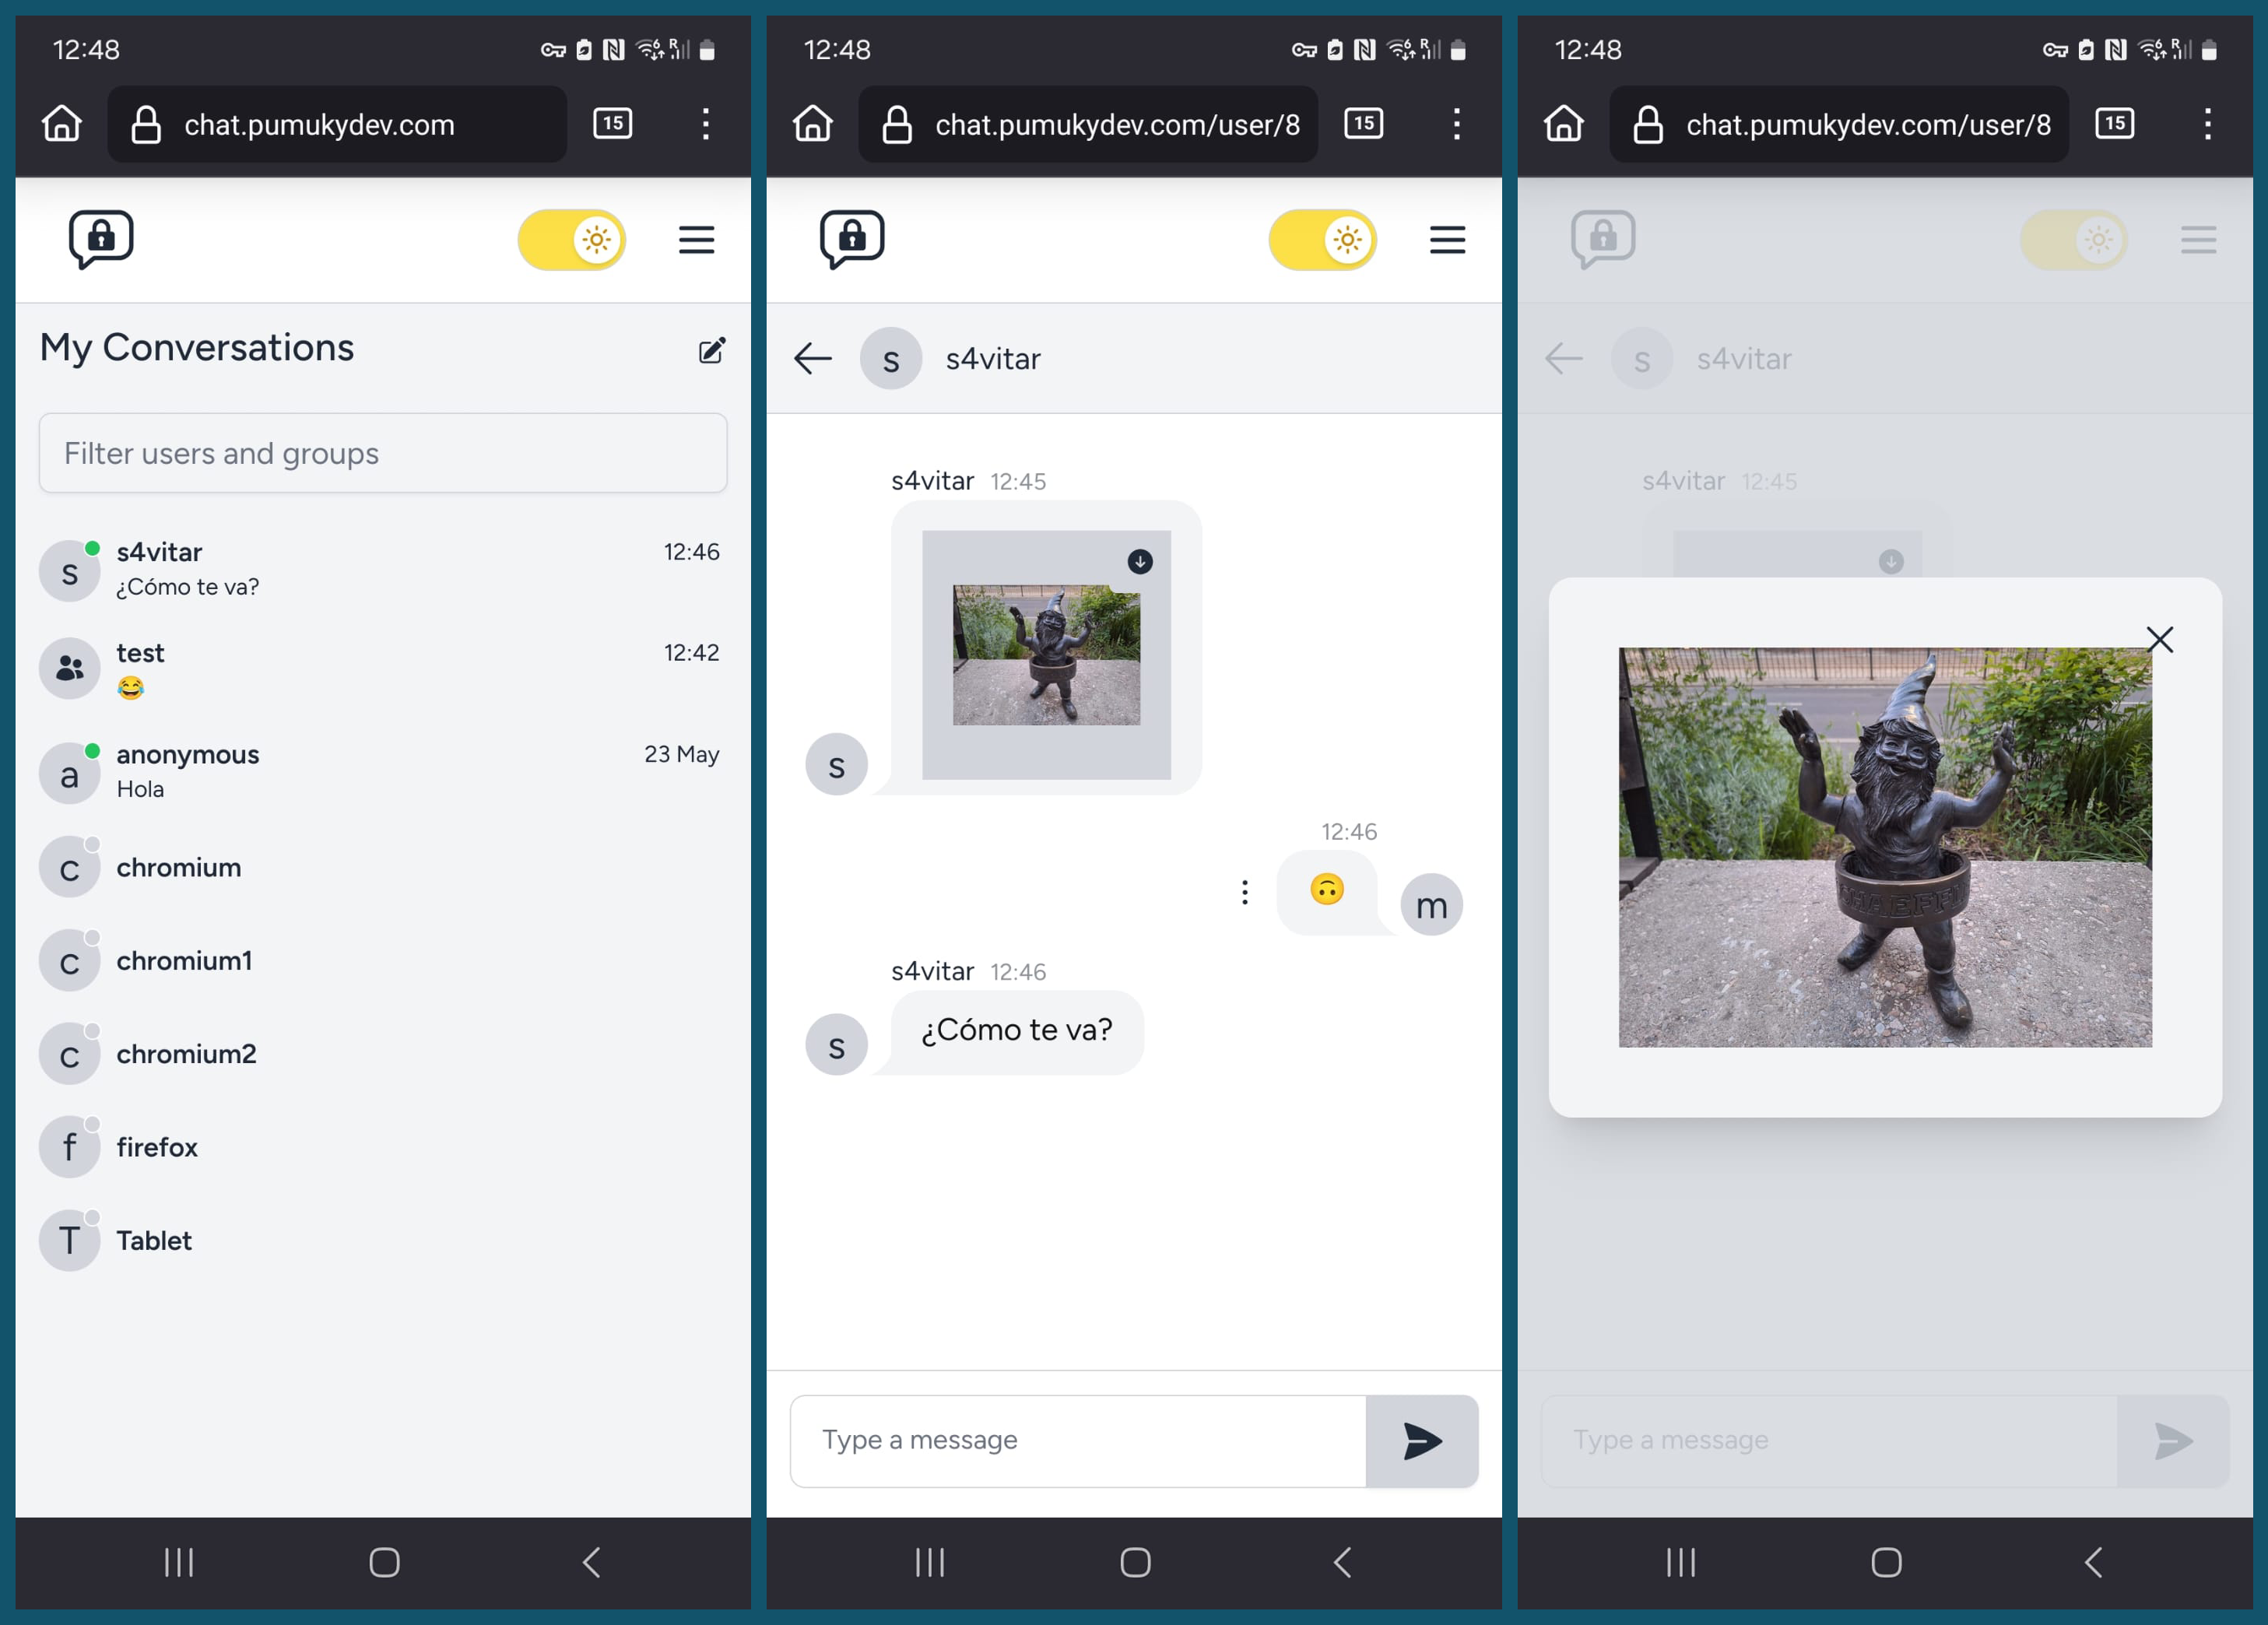 12:48
chat.pumukydev.com
15
My Conversations
Filter users and groups
s
s4vitar
12:46
¿Cómo te va?
test
12:42
😂
a
anonymous
23 May
Hola
c
chromium
c
chromium1
c
chromium2
f
firefox
T
Tablet
12:48
chat.pumukydev.com/user/8
15
s
s4vitar
s4vitar 12:45
s
12:46
🙃
m
s4vitar 12:46
s
¿Cómo te va?
Type a message
12:48
chat.pumukydev.com/user/8
15
s
s4vitar
s4vitar 12:45
Type a message